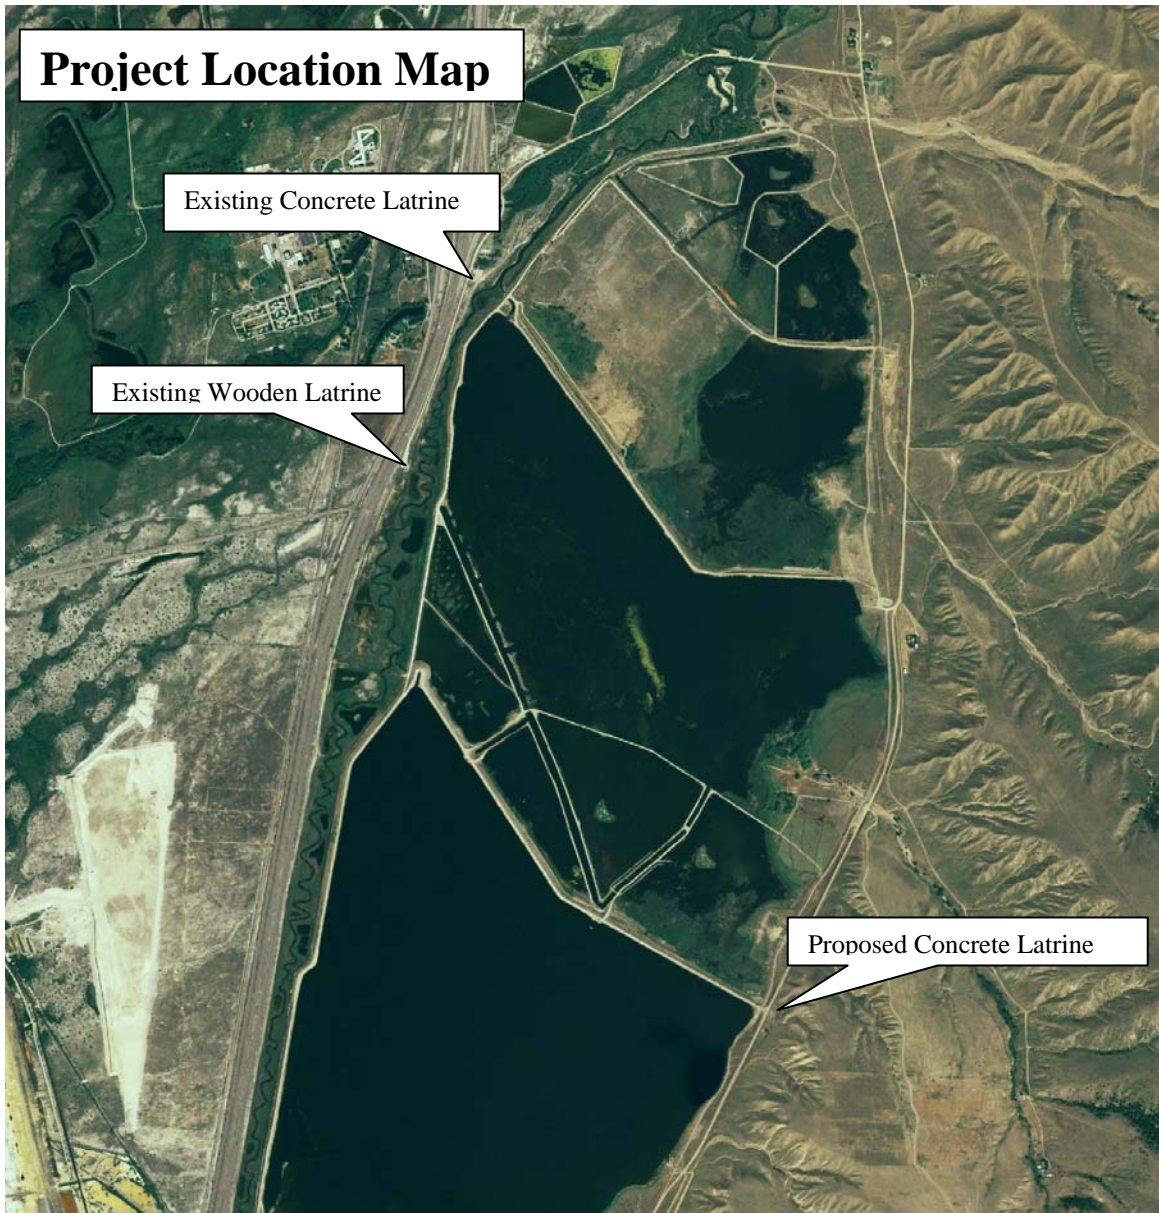 Project Location Map
Existing Concrete Latrine
Existing Wooden Latrine
Proposed Concrete Latrine